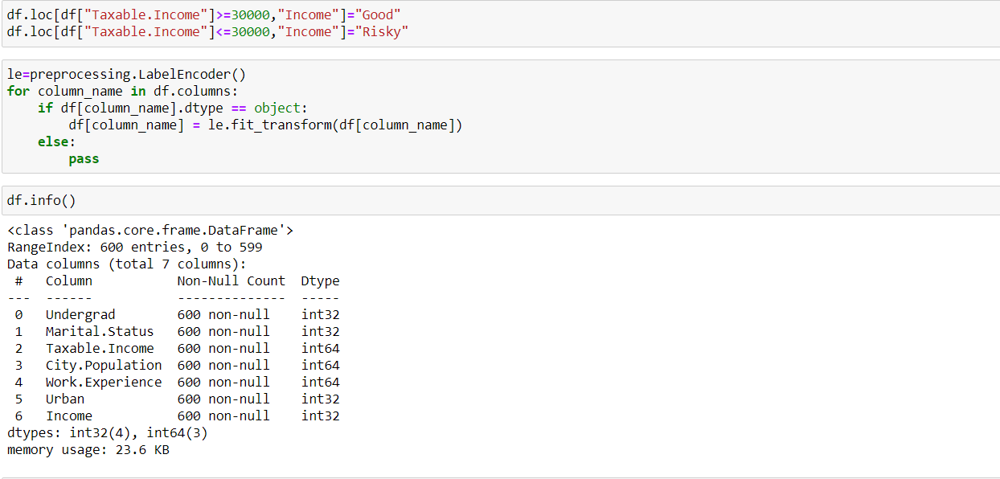 df.loc[df["Taxable.Income"]>=30000,"Income"]="Good"
df.loc[df["Taxable.Income"]<=30000,"Income"]="Risky"
le=preprocessing.LabelEncoder()
for column_name in df.columns:
    if df[column_name].dtype == object:
        df[column_name] = le.fit_transform(df[column_name])
    else:
        pass
df.info()
<class 'pandas.core.frame.DataFrame'>
RangeIndex: 600 entries, 0 to 599
Data columns (total 7 columns):
 #   Column           Non-Null Count  Dtype
---  ------           --------------  -----
 0   Undergrad        600 non-null    int32
 1   Marital.Status   600 non-null    int32
 2   Taxable.Income   600 non-null    int64
 3   City.Population  600 non-null    int64
 4   Work.Experience  600 non-null    int64
 5   Urban            600 non-null    int32
 6   Income           600 non-null    int32
dtypes: int32(4), int64(3)
memory usage: 23.6 KB